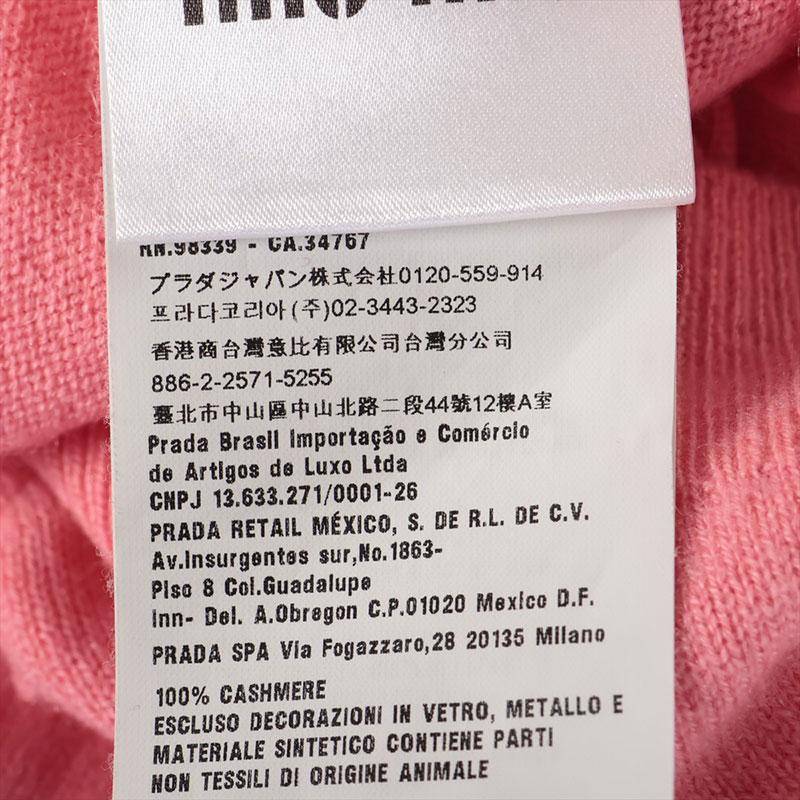 RN.98339 - CA.34767
プラダジャパン株式会社0120-559-914
프라다코리아(주)02-3443-2323
香港商台灣意比有限公司台灣分公司
886-2-2571-5255
臺北市中山區中山北路二段44號12樓A室
Prada Brasil Importação e Comércio
de Artigos de Luxo Ltda
CNPJ 13.633.271/0001-26
PRADA RETAIL MÉXICO, S. DE R.L. DE C.V.
Av.Insurgentes sur,No.1863-
Piso 8 Col.Guadalupe
Inn- Del. A.Obregon C.P.01020 Mexico D.F.
PRADA SPA Via Fogazzaro,28 20135 Milano
100% CASHMERE
ESCLUSO DECORAZIONI IN VETRO, METALLO E
MATERIALE SINTETICO CONTIENE PARTI
NON TESSILI DI ORIGINE ANIMALE